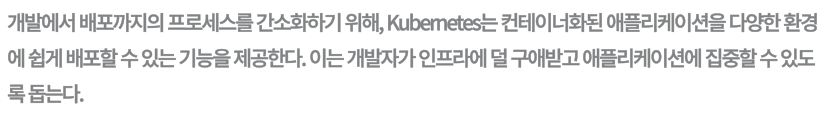 개발에서 배포까지의 프로세스를 간소화하기 위해, Kubernetes는 컨테이너화된 애플리케이션을 다양한 환경
에 쉽게 배포할 수 있는 기능을 제공한다. 이는 개발자가 인프라에 덜 구애받고 애플리케이션에 집중할 수 있도
록 돕는다.